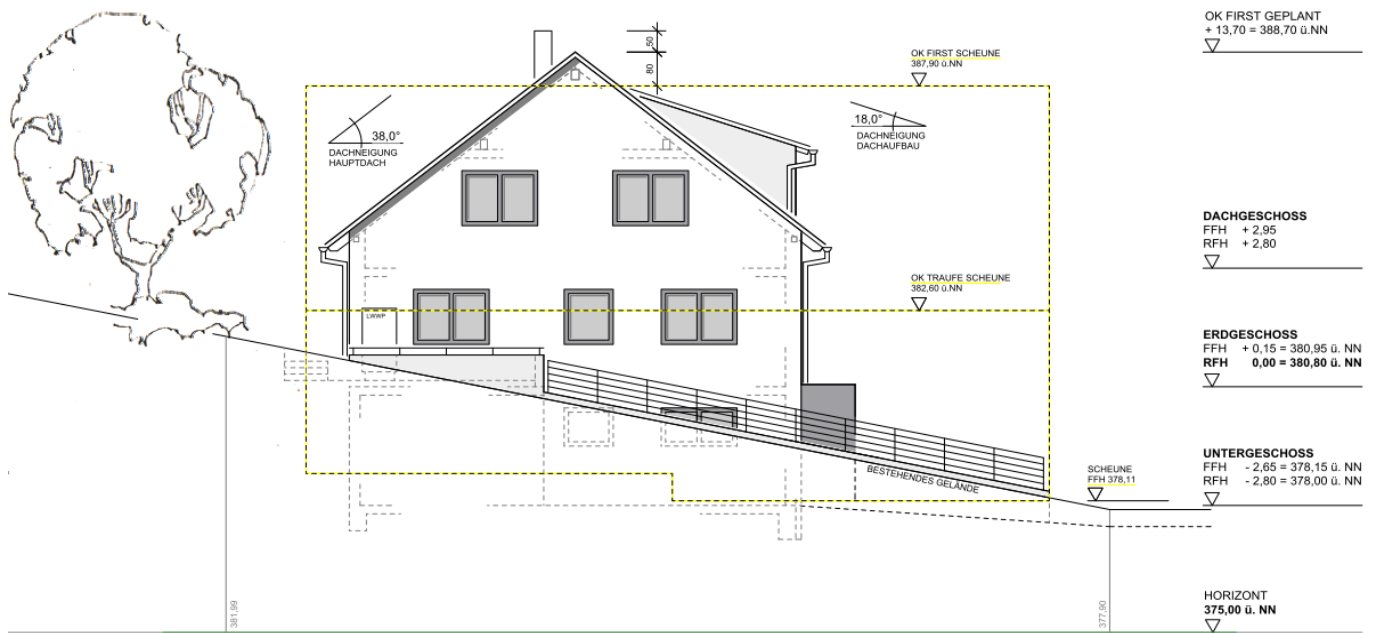 OK FIRST GEPLANT
+ 13,70 = 388,70 ü.NN
50
80
OK FIRST SCHEUNE
387,90 ü.NN
38,0°
DACHNEIGUNG
HAUPTDACH
18,0°
DACHNEIGUNG
DACHAUFBAU
DACHGESCHOSS
FFH + 2,95
RFH + 2,80
OK TRAUFE SCHEUNE
382,60 ü.NN
LWWP
ERDGESCHOSS
FFH + 0,15 = 380,95 ü. NN
RFH 0,00 = 380,80 ü. NN
BESTEHENDES GELÄNDE
SCHEUNE
FFH 378,11
UNTERGESCHOSS
FFH - 2,65 = 378,15 ü. NN
RFH - 2,80 = 378,00 ü. NN
381,99
377,90
HORIZONT
375,00 ü. NN